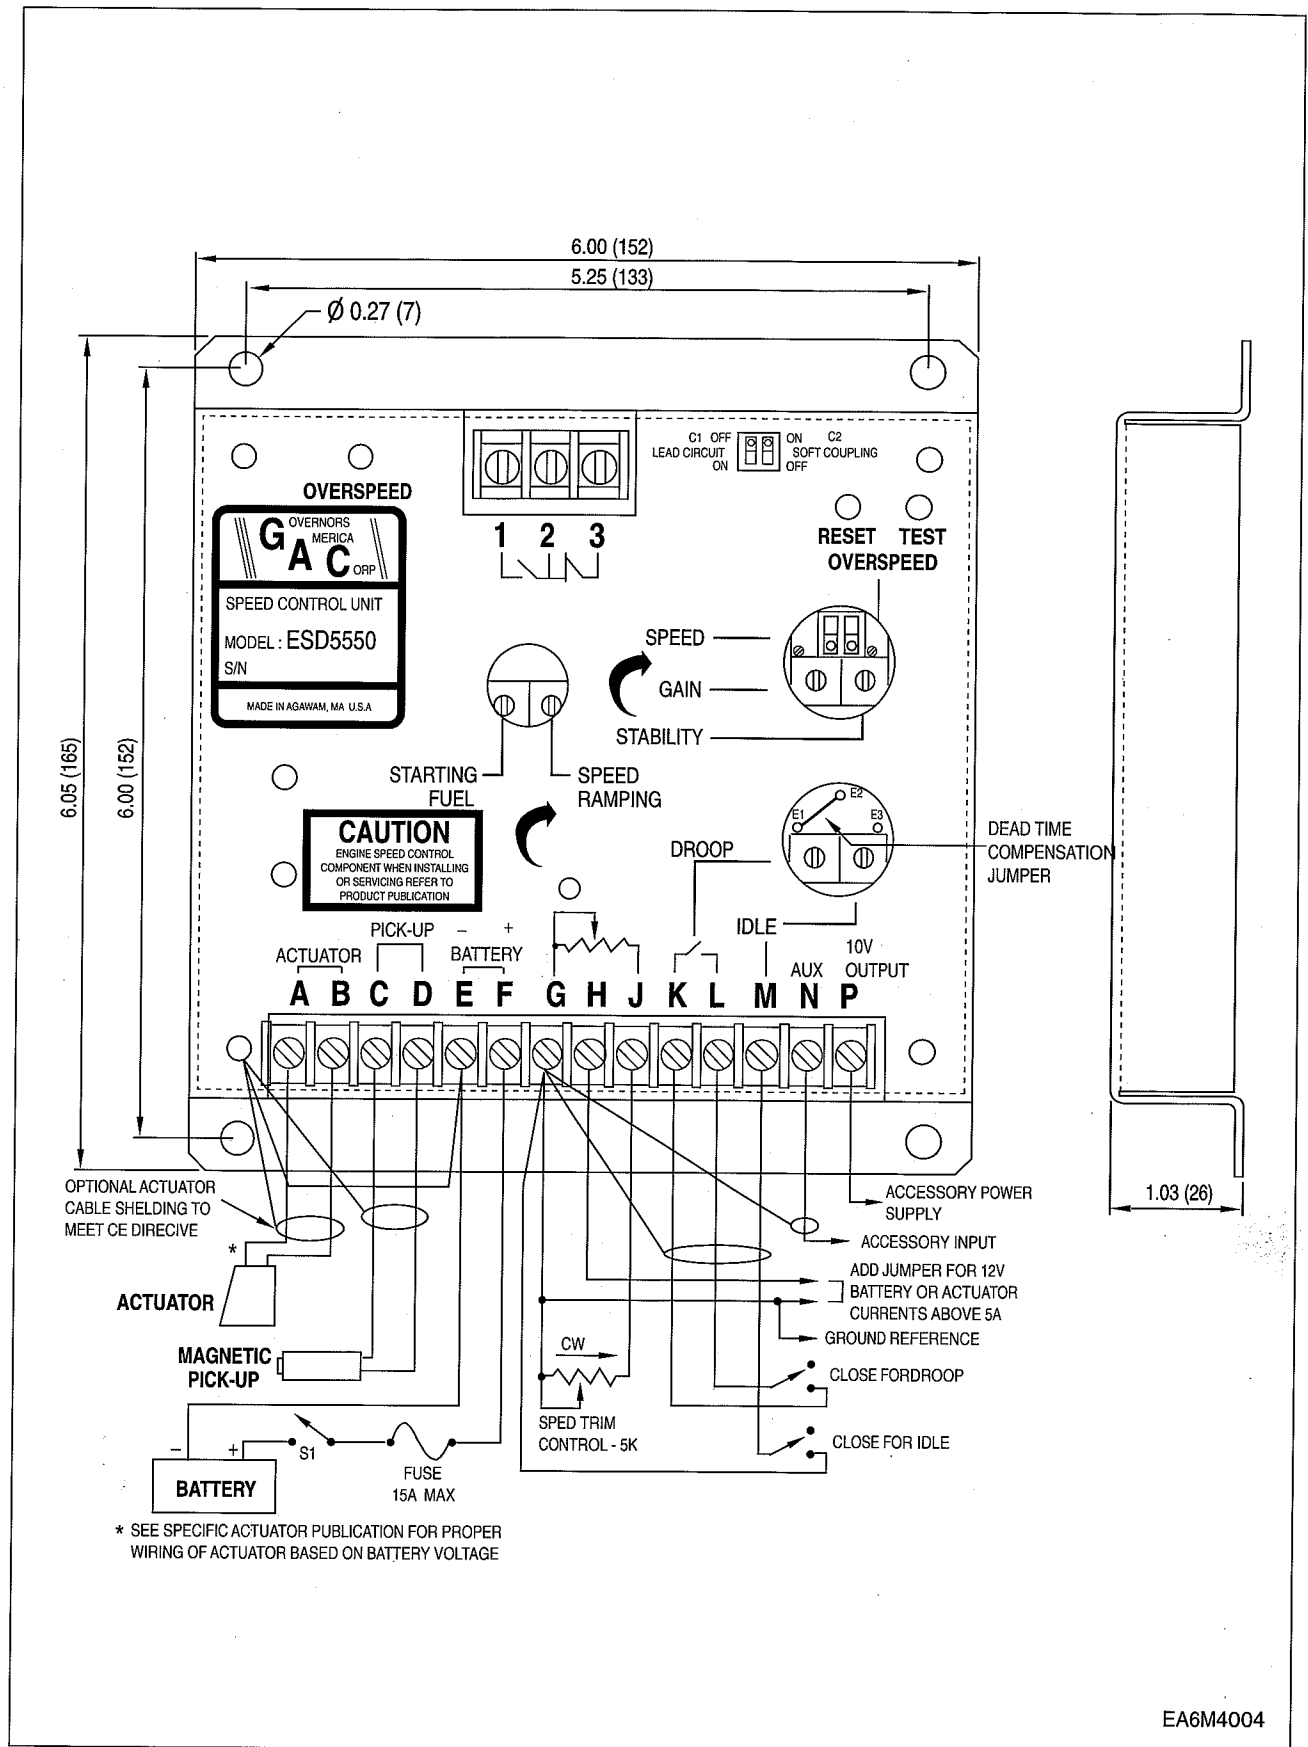 6.00 (152)
5.25 (133)
Ø 0.27 (7)
C1 OFF
LEAD CIRCUIT
ON
ON C2
SOFT COUPLING
OFF
OVERSPEED
1 2 3
RESET TEST
OVERSPEED
GOVERNORS
AMERICA
CORP
SPEED CONTROL UNIT
MODEL : ESD5550
S/N
MADE IN AGAWAM, MA U.S.A
SPEED
GAIN
STABILITY
STARTING
FUEL
SPEED
RAMPING
6.05 (165)
6.00 (152)
CAUTION
ENGINE SPEED CONTROL
COMPONENT WHEN INSTALLING
OR SERVICING REFER TO
PRODUCT PUBLICATION
E1 E2 E3
DEAD TIME
COMPENSATION
JUMPER
DROOP
IDLE
PICK-UP
– +
ACTUATOR
BATTERY
AUX
10V
OUTPUT
A B C D E F G H J K L M N P
OPTIONAL ACTUATOR
CABLE SHELDING TO
MEET CE DIRECIVE
*
ACTUATOR
MAGNETIC
PICK-UP
– +
BATTERY
S1
FUSE
15A MAX
CW
SPED TRIM
CONTROL - 5K
ACCESSORY POWER
SUPPLY
ACCESSORY INPUT
ADD JUMPER FOR 12V
BATTERY OR ACTUATOR
CURRENTS ABOVE 5A
GROUND REFERENCE
CLOSE FORDROOP
CLOSE FOR IDLE
1.03 (26)
* SEE SPECIFIC ACTUATOR PUBLICATION FOR PROPER
WIRING OF ACTUATOR BASED ON BATTERY VOLTAGE
EA6M4004